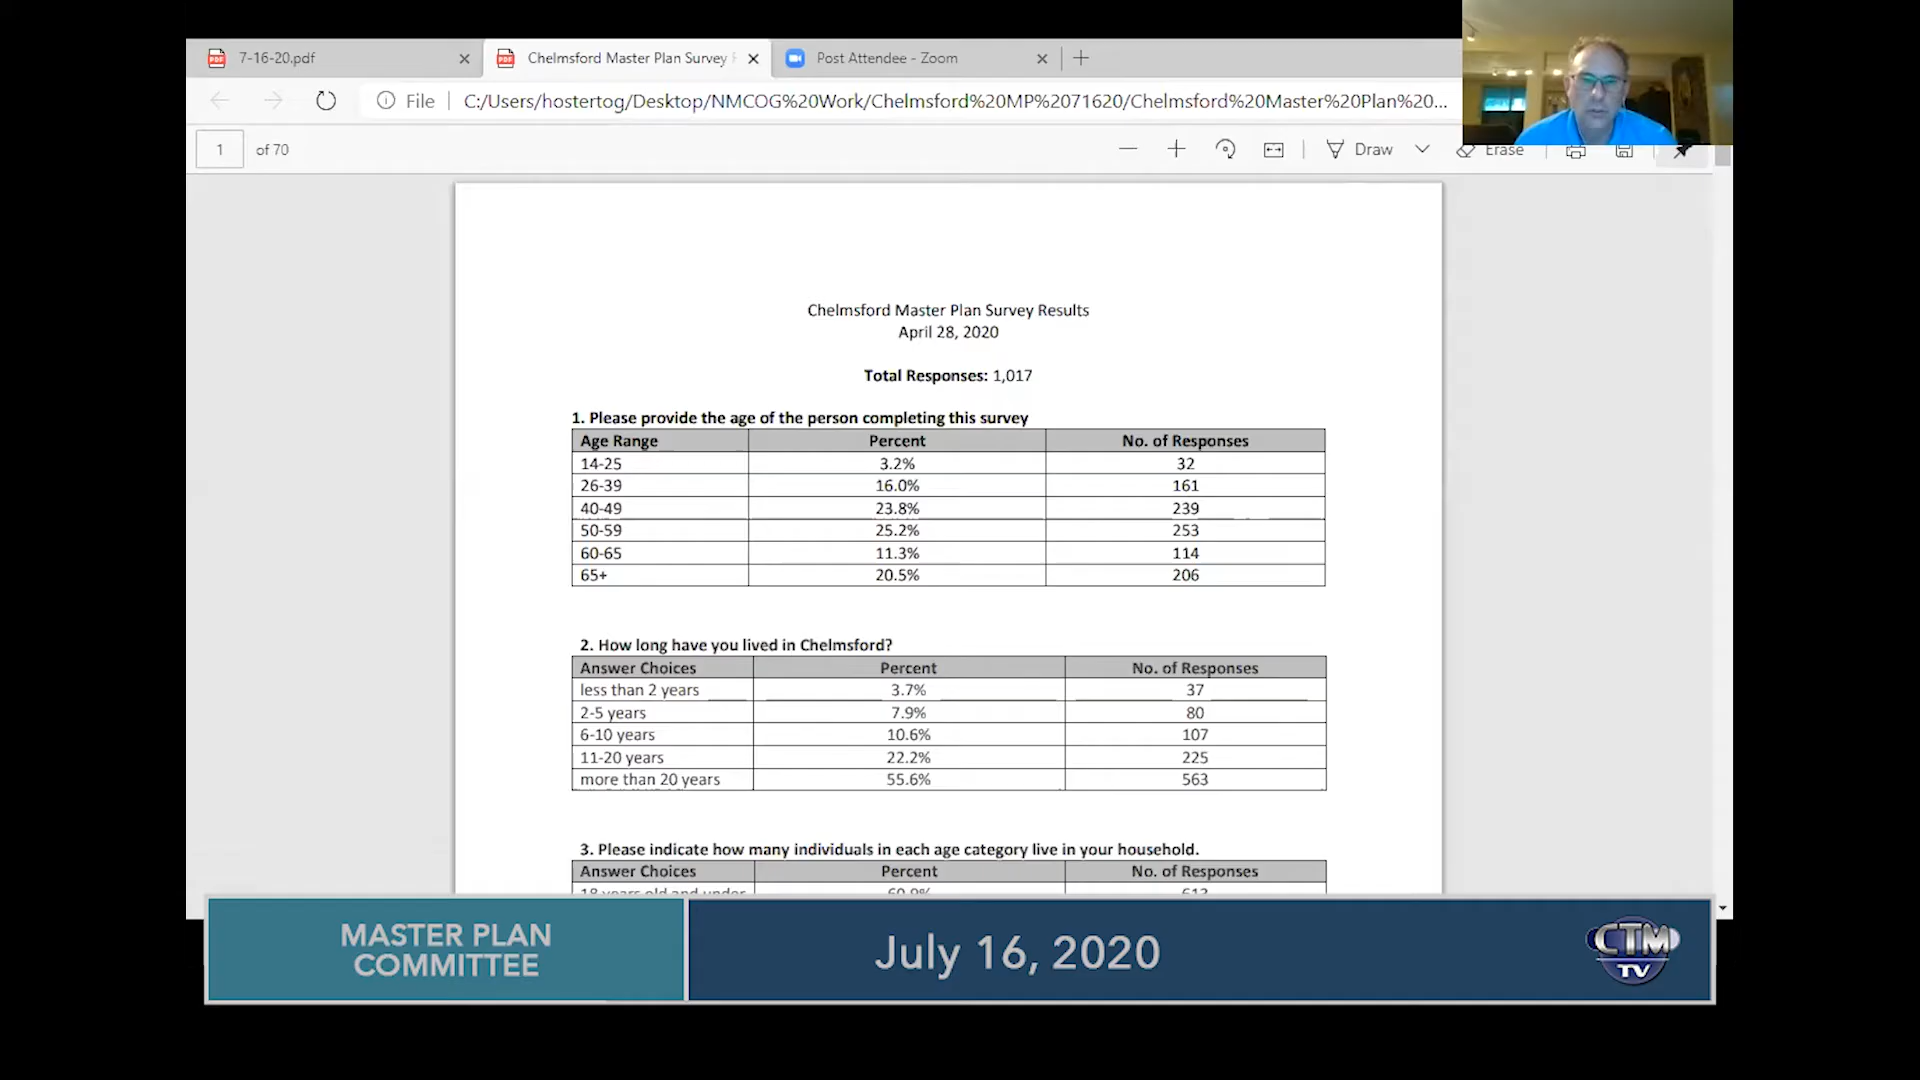 7-16-20.pdf
Chelmsford Master Plan Survey
Post Attendee - Zoom
File
C:/Users/hostertog/Desktop/NMCOG%20Work/Chelmsford%20MP%2071620/Chelmsford%20Master%20Plan%20...
1 of 70
Draw
Erase
Chelmsford Master Plan Survey Results
April 28, 2020
Total Responses: 1,017
1. Please provide the age of the person completing this survey
Age Range Percent No. of Responses
14-25 3.2% 32
26-39 16.0% 161
40-49 23.8% 239
50-59 25.2% 253
60-65 11.3% 114
65+ 20.5% 206
2. How long have you lived in Chelmsford?
Answer Choices Percent No. of Responses
less than 2 years 3.7% 37
2-5 years 7.9% 80
6-10 years 10.6% 107
11-20 years 22.2% 225
more than 20 years 55.6% 563
3. Please indicate how many individuals in each age category live in your household.
Answer Choices Percent No. of Responses
18 years old and under 60.9% 613
MASTER PLAN
COMMITTEE
July 16, 2020
CTM
TV